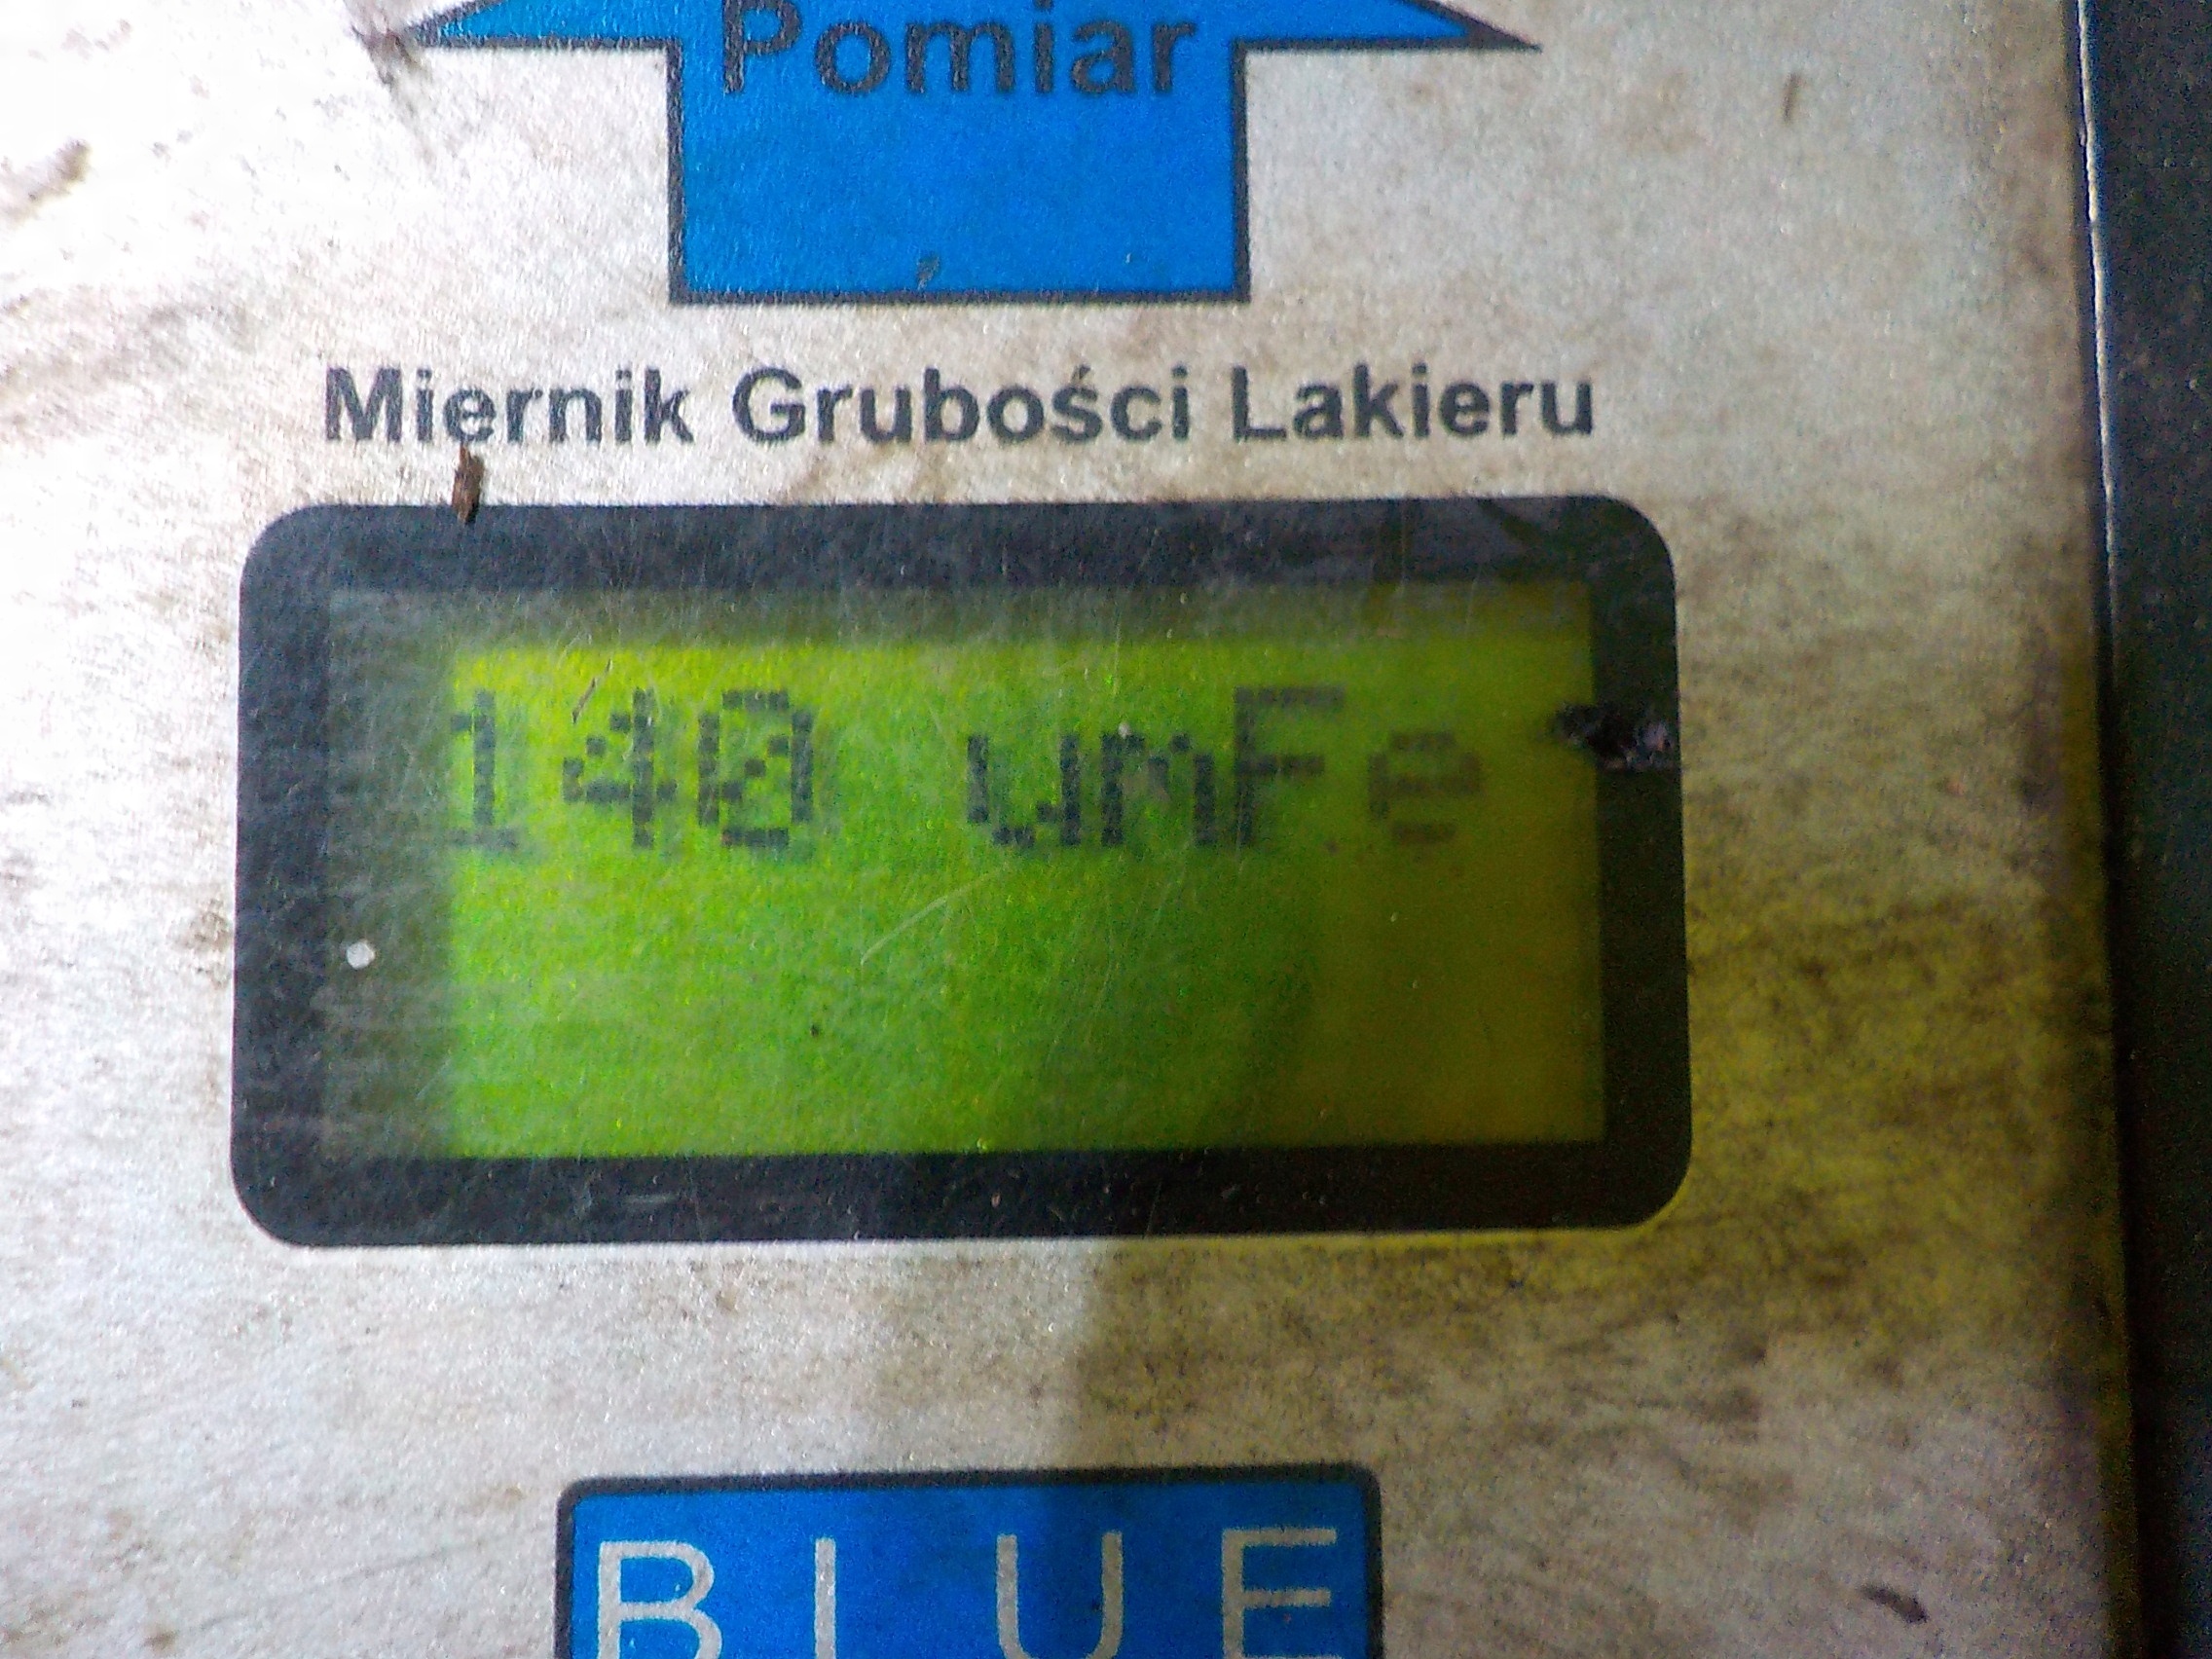 Pomiar
Miernik Grubości Lakieru
140 umFe
BLUE